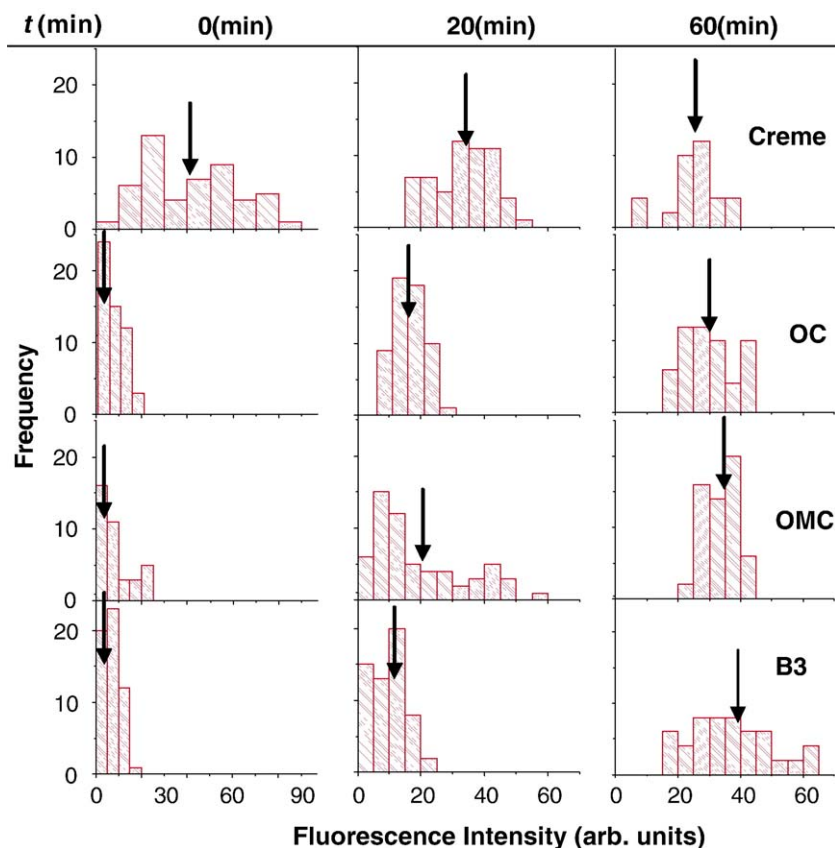 t (min) 0(min) 20(min) 60(min)
20
10
0
Creme
20
10
0
OC
20
10
0
OMC
20
10
0
B3
Frequency
0 30 60 90 0 20 40 60 0 20 40 60
Fluorescence Intensity (arb. units)